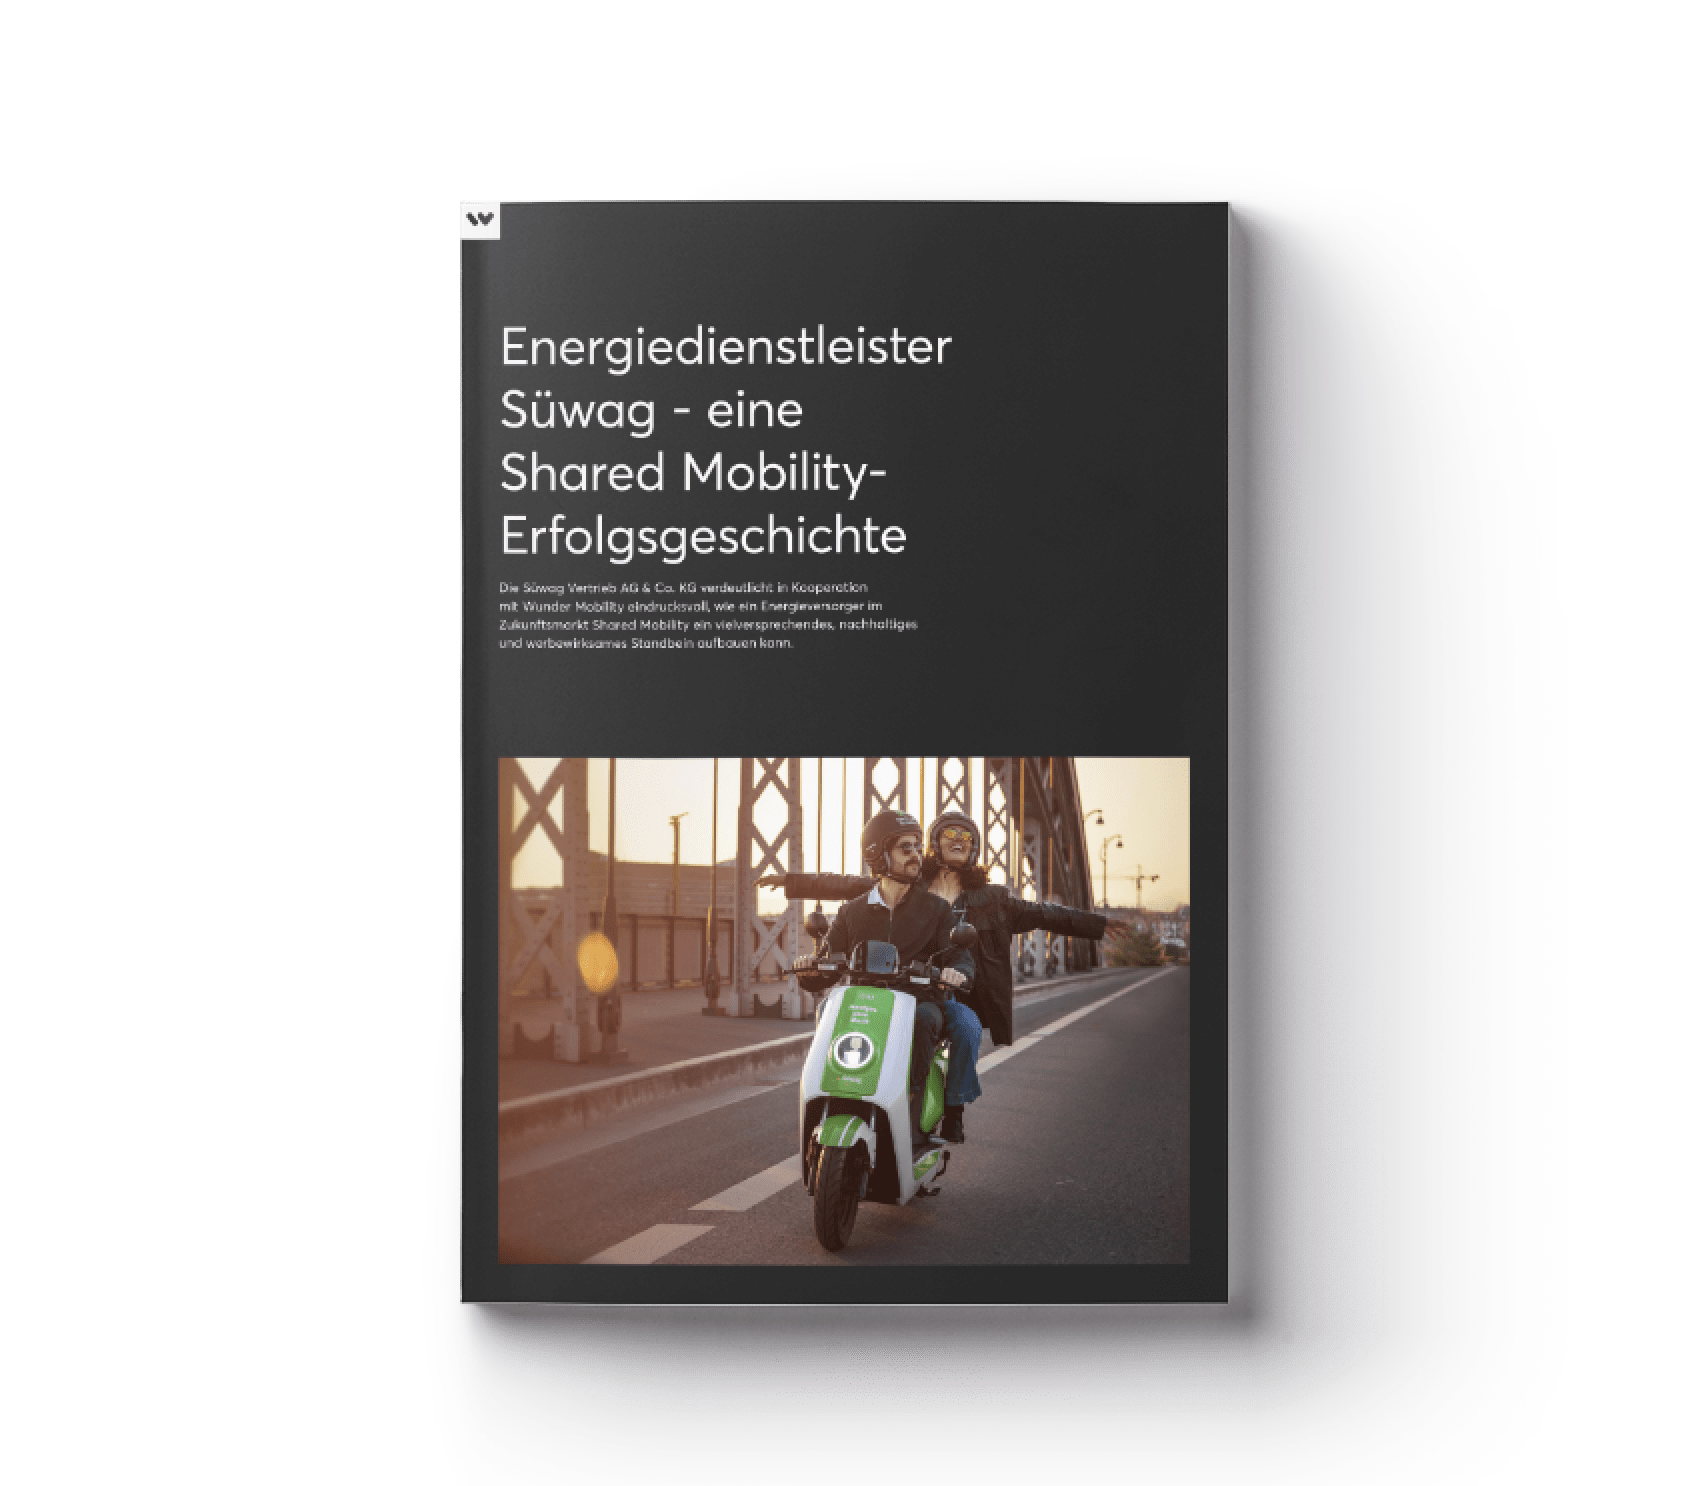 Energiedienstleister
Süwag - eine
Shared Mobility-
Erfolgsgeschichte
Die Süwag Vertrieb AG & Co. KG verdeutlicht in Kooperation
mit Wunder Mobility eindrucksvoll, wie ein Energieversorger im
Zukunftsmarkt Shared Mobility ein vielversprechendes, nachhaltiges
und werbewirksames Standbein aufbauen kann.